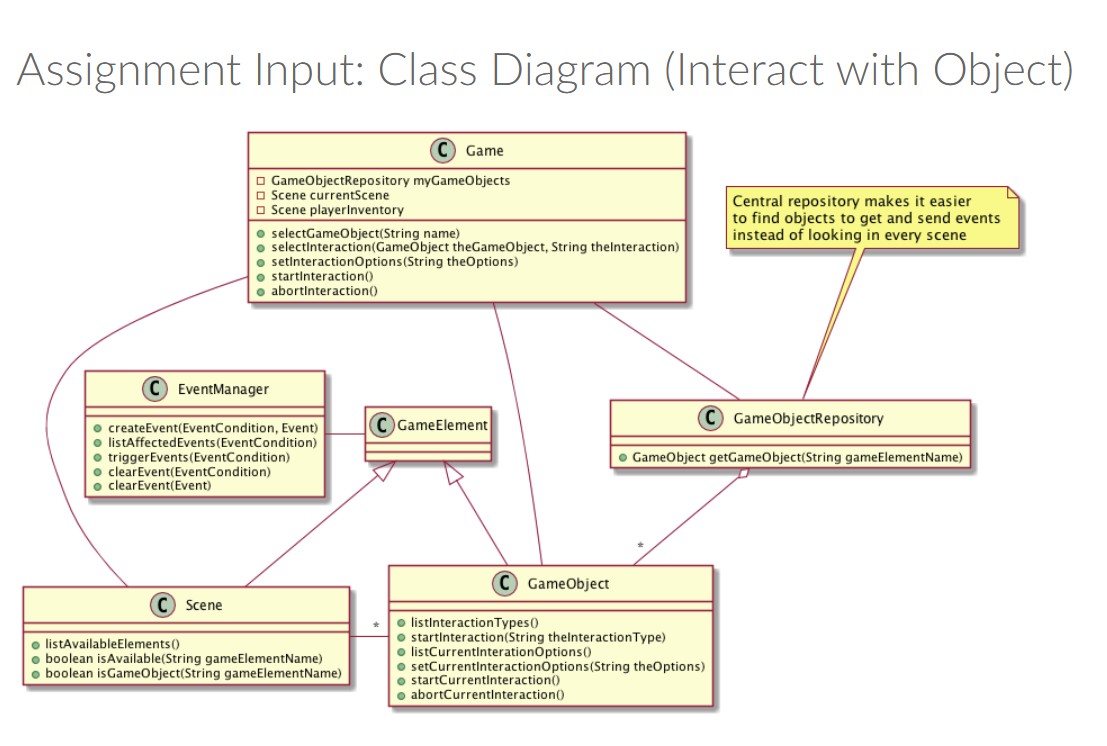 Assignment Input: Class Diagram (Interact with Object)
C Game
GameObjectRepository myGameObjects
Scene currentScene
Scene playerInventory
selectGameObject(String name)
selectInteraction(GameObject theGameObject, String theInteraction)
setInteractionOptions(String theOptions)
startInteraction()
abortInteraction()
Central repository makes it easier
to find objects to get and send events
instead of looking in every scene
C EventManager
createEvent(EventCondition, Event)
listAffectedEvents(EventCondition)
triggerEvents(EventCondition)
clearEvent(EventCondition)
clearEvent(Event)
C GameElement
C GameObjectRepository
GameObject getGameObject(String gameElementName)
*
C Scene
listAvailableElements()
boolean isAvailable(String gameElementName)
boolean isGameObject(String gameElementName)
*
C GameObject
listInteractionTypes()
startInteraction(String theInteractionType)
listCurrentInterationOptions()
setCurrentInteractionOptions(String theOptions)
startCurrentInteraction()
abortCurrentInteraction()